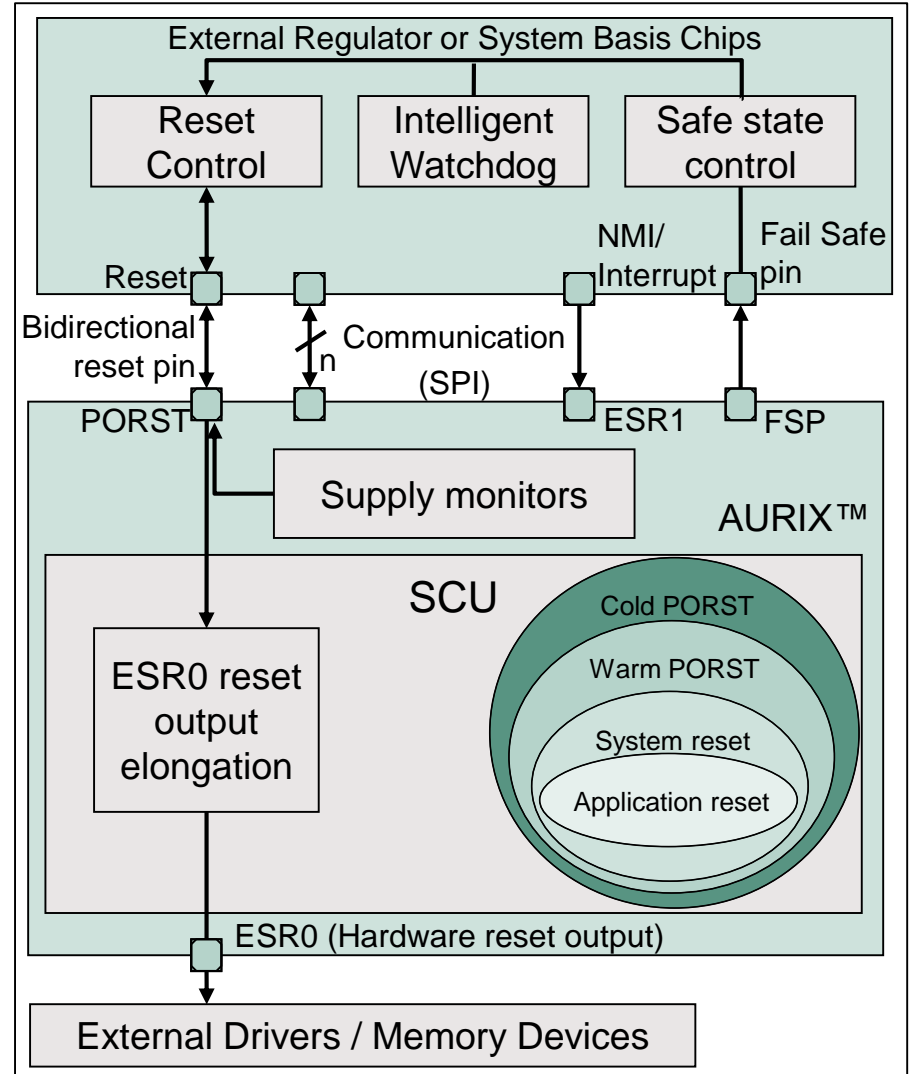 External Regulator or System Basis Chips
Reset
Control
Intelligent
Watchdog
Safe state
control
Reset
NMI/
Interrupt
Fail Safe
pin
Bidirectional
reset pin
n
Communication
(SPI)
PORST
ESR1
FSP
Supply monitors
AURIX™
SCU
ESR0 reset
output
elongation
Cold PORST
Warm PORST
System reset
Application reset
ESR0 (Hardware reset output)
External Drivers / Memory Devices